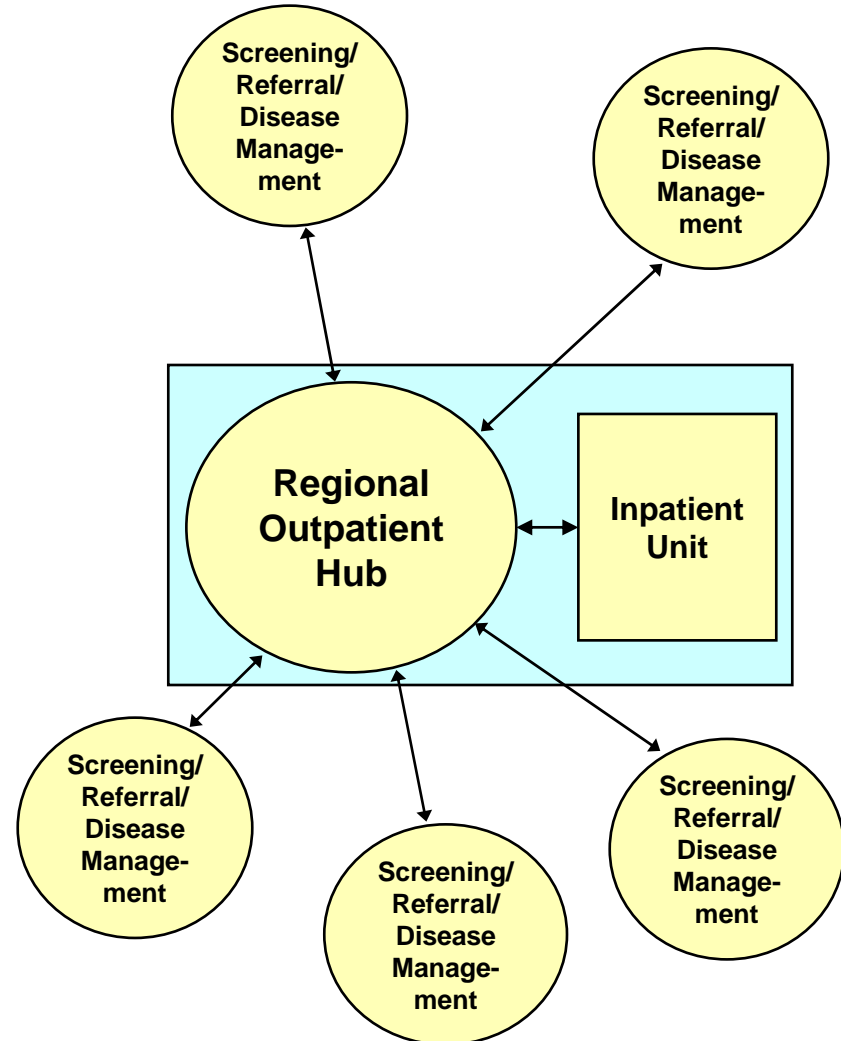 Screening/
Referral/
Disease
Manage-
ment
Screening/
Referral/
Disease
Manage-
ment
Regional
Outpatient
Hub
Inpatient
Unit
Screening/
Referral/
Disease
Manage-
ment
Screening/
Referral/
Disease
Manage-
ment
Screening/
Referral/
Disease
Manage-
ment